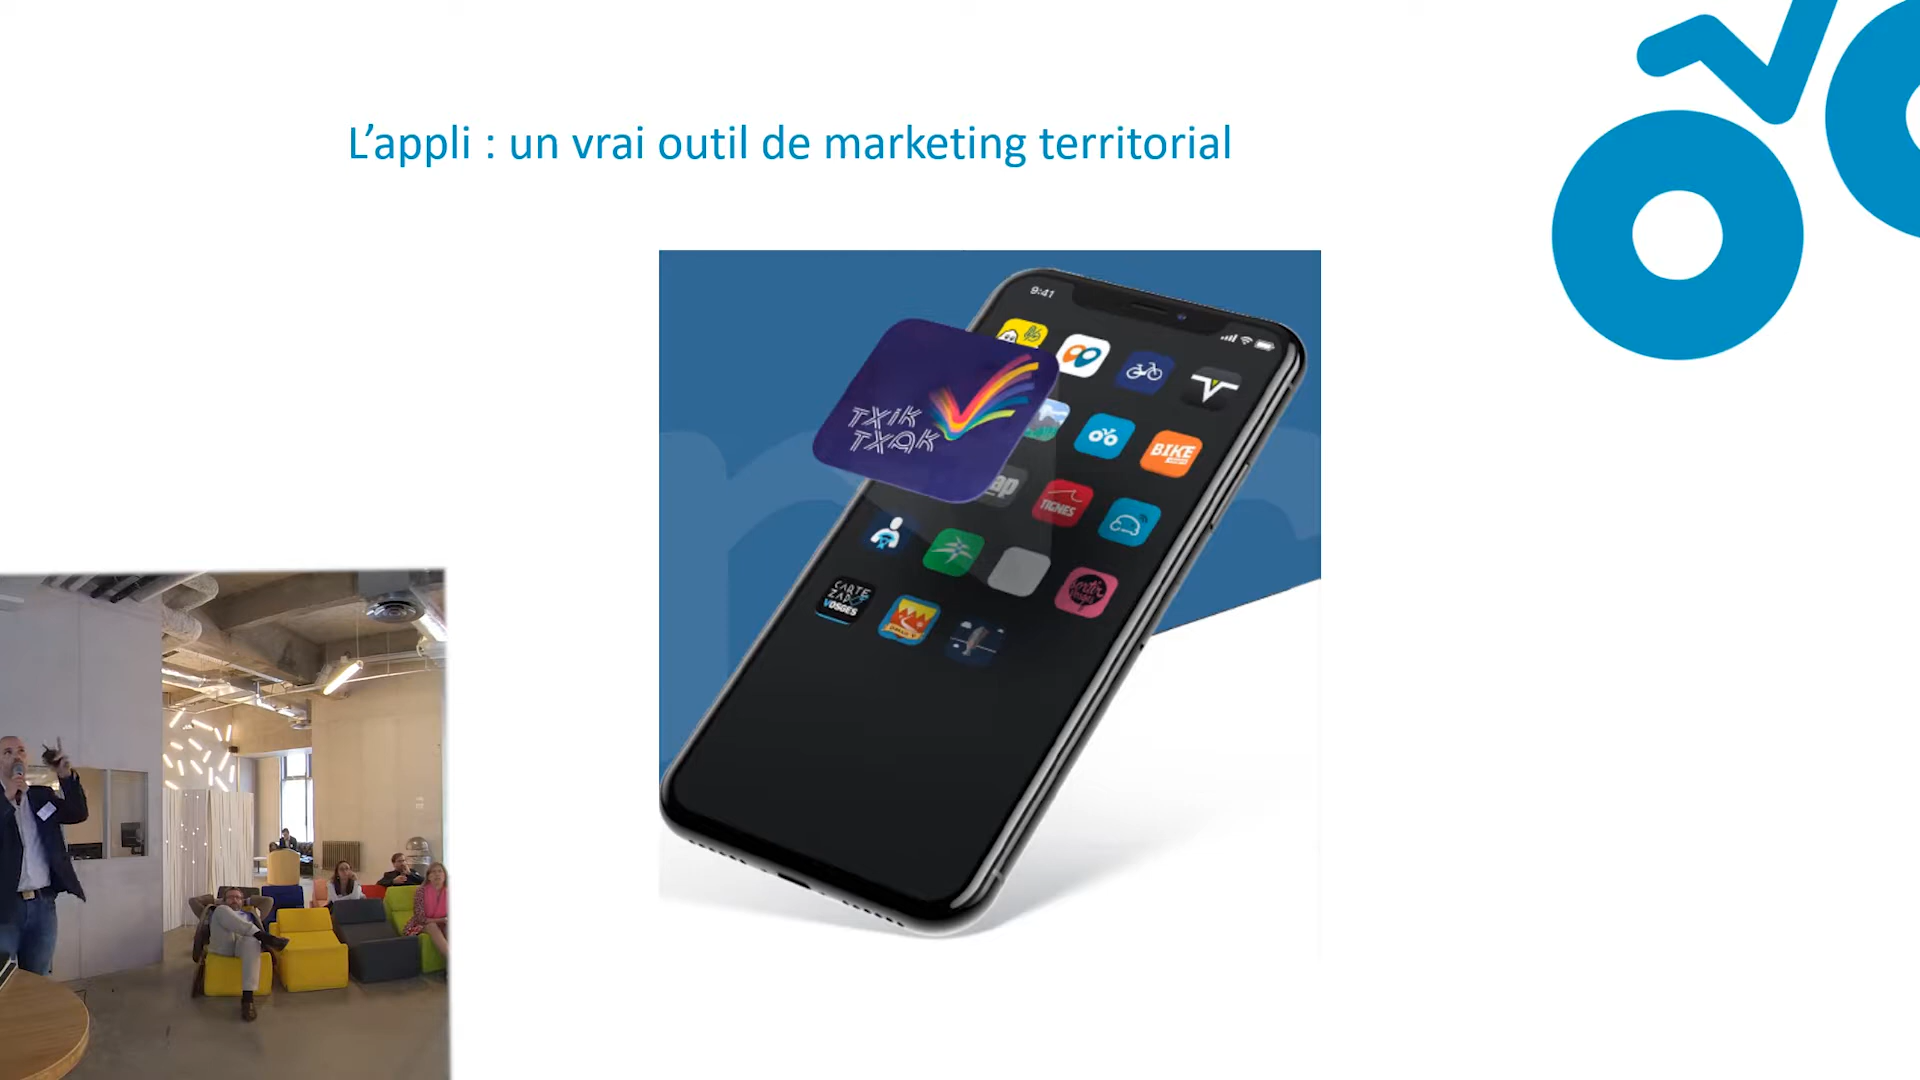 L'appli : un vrai outil de marketing territorial
9:41
TXIK
TXAK
BIKE
TIGNES
CARTE
ZAP
VOSGES